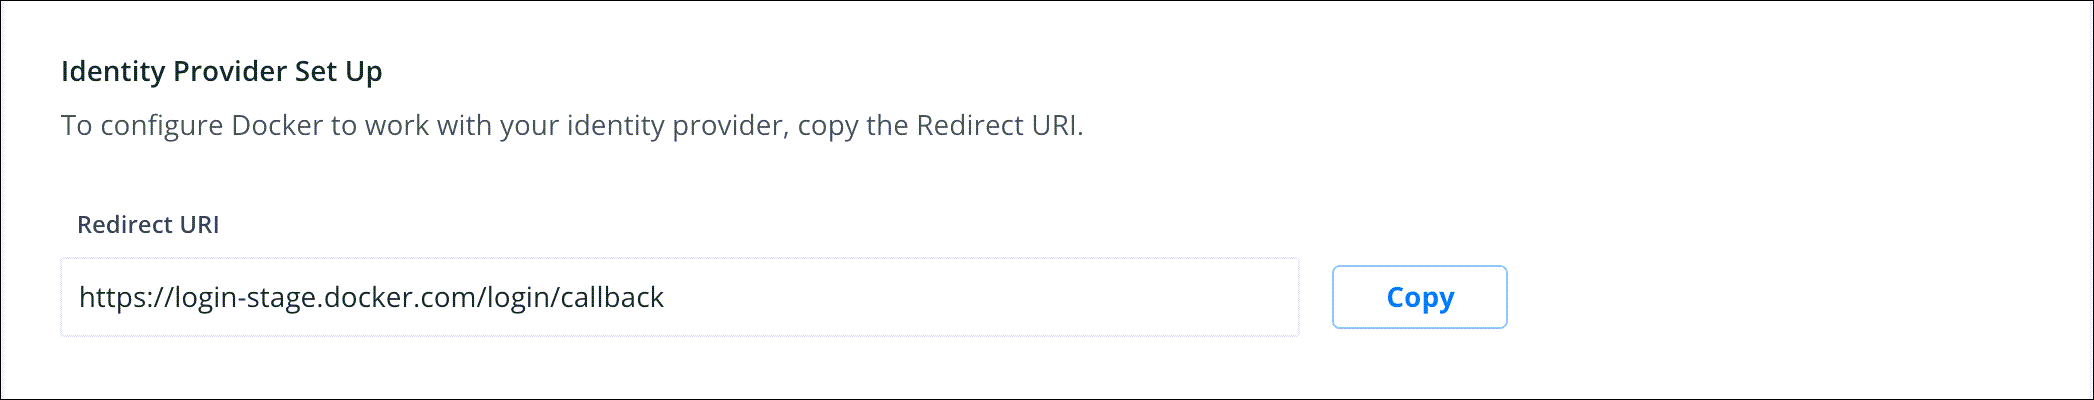 Identity Provider Set Up
To configure Docker to work with your identity provider, copy the Redirect URI.
Redirect URI
https://login-stage.docker.com/login/callback
Copy